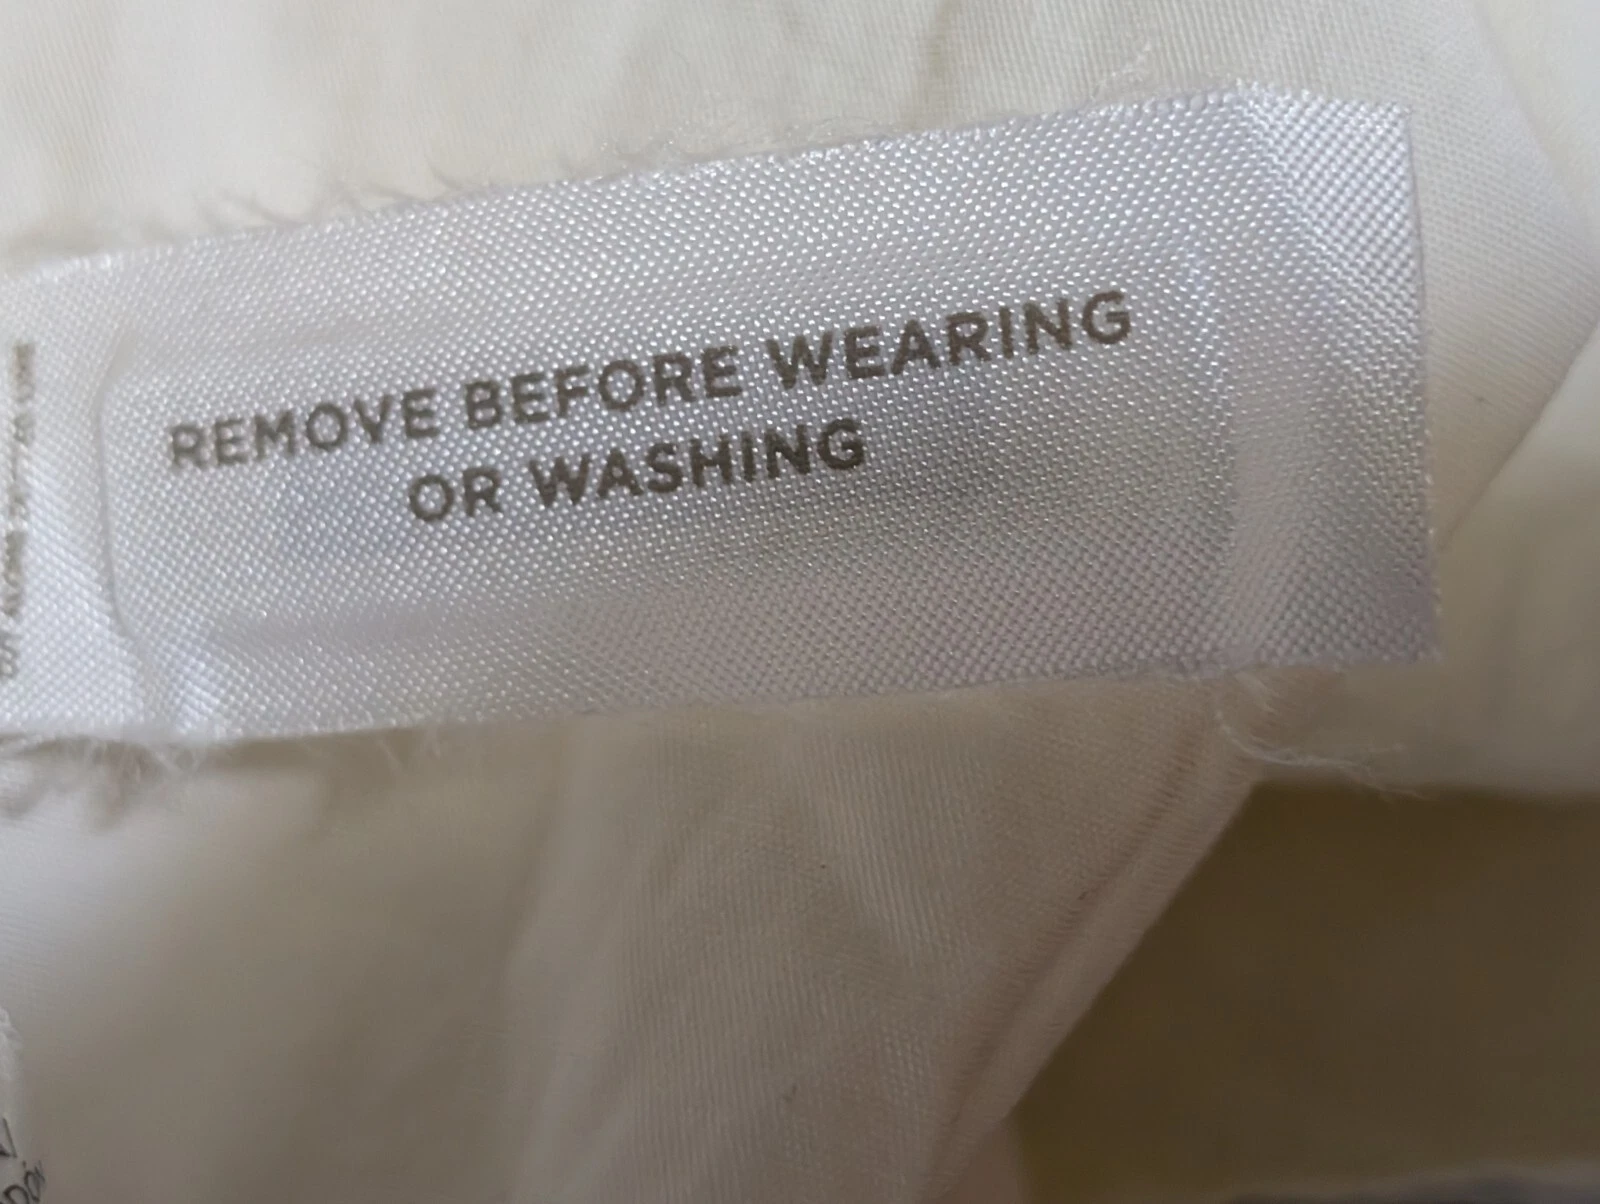 REMOVE BEFORE WEARING
OR WASHING